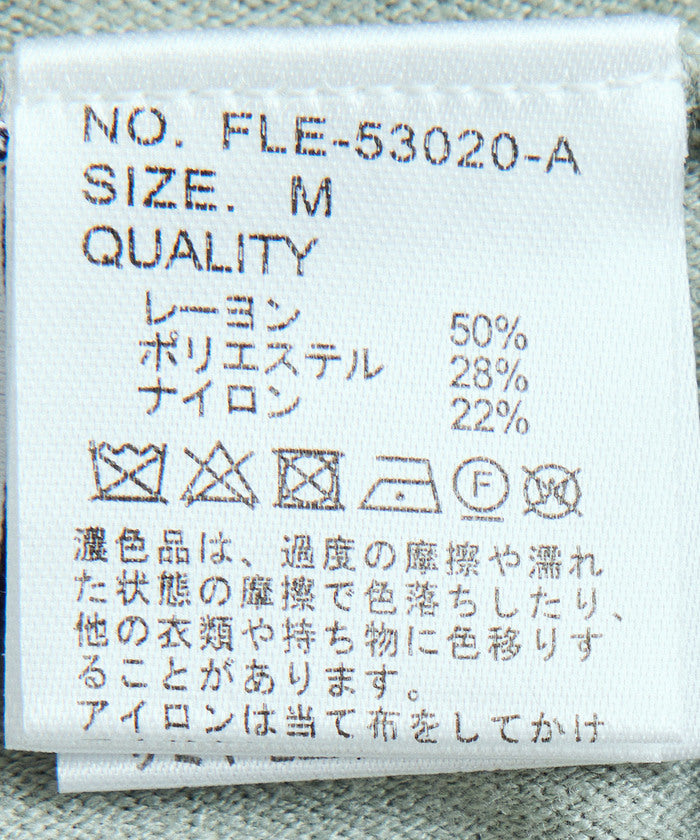 NO. FLE-53020-A
SIZE. M
QUALITY
レーヨン 50%
ポリエステル 28%
ナイロン 22%
F W
濃色品は、過度の摩擦や濡れ
た状態の摩擦で色落ちしたり、
他の衣類や持ち物に色移りす
ることがあります。
アイロンは当て布をしてかけ